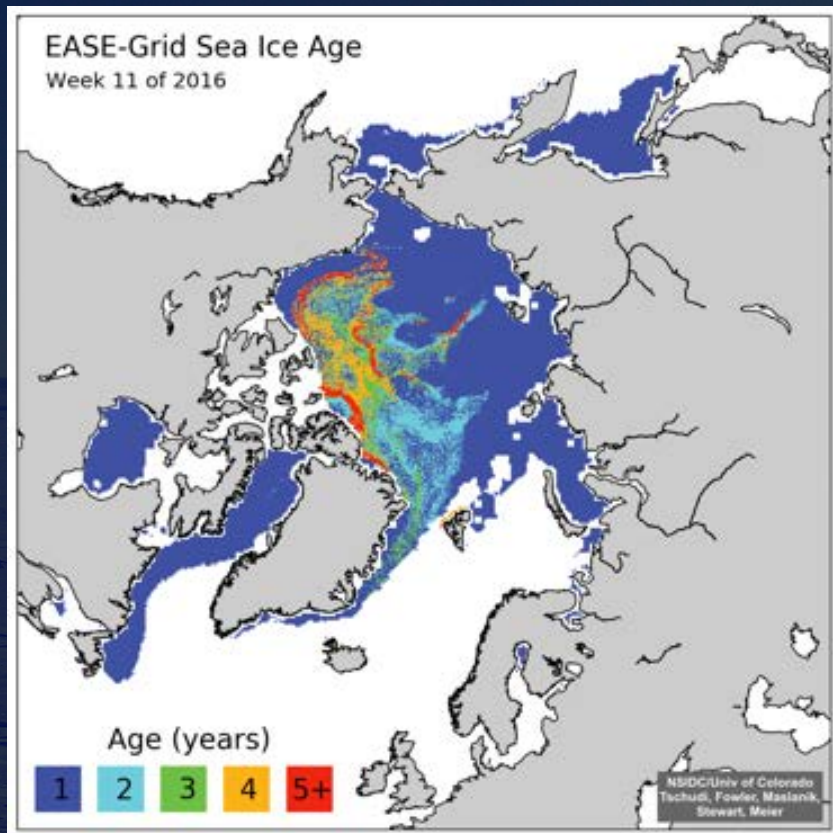 EASE-Grid Sea Ice Age
Week 11 of 2016
Age (years)
1 2 3 4 5+
NSIDC/Univ of Colorado
Tschudi, Fowler, Maslanik,
Stewart, Meier